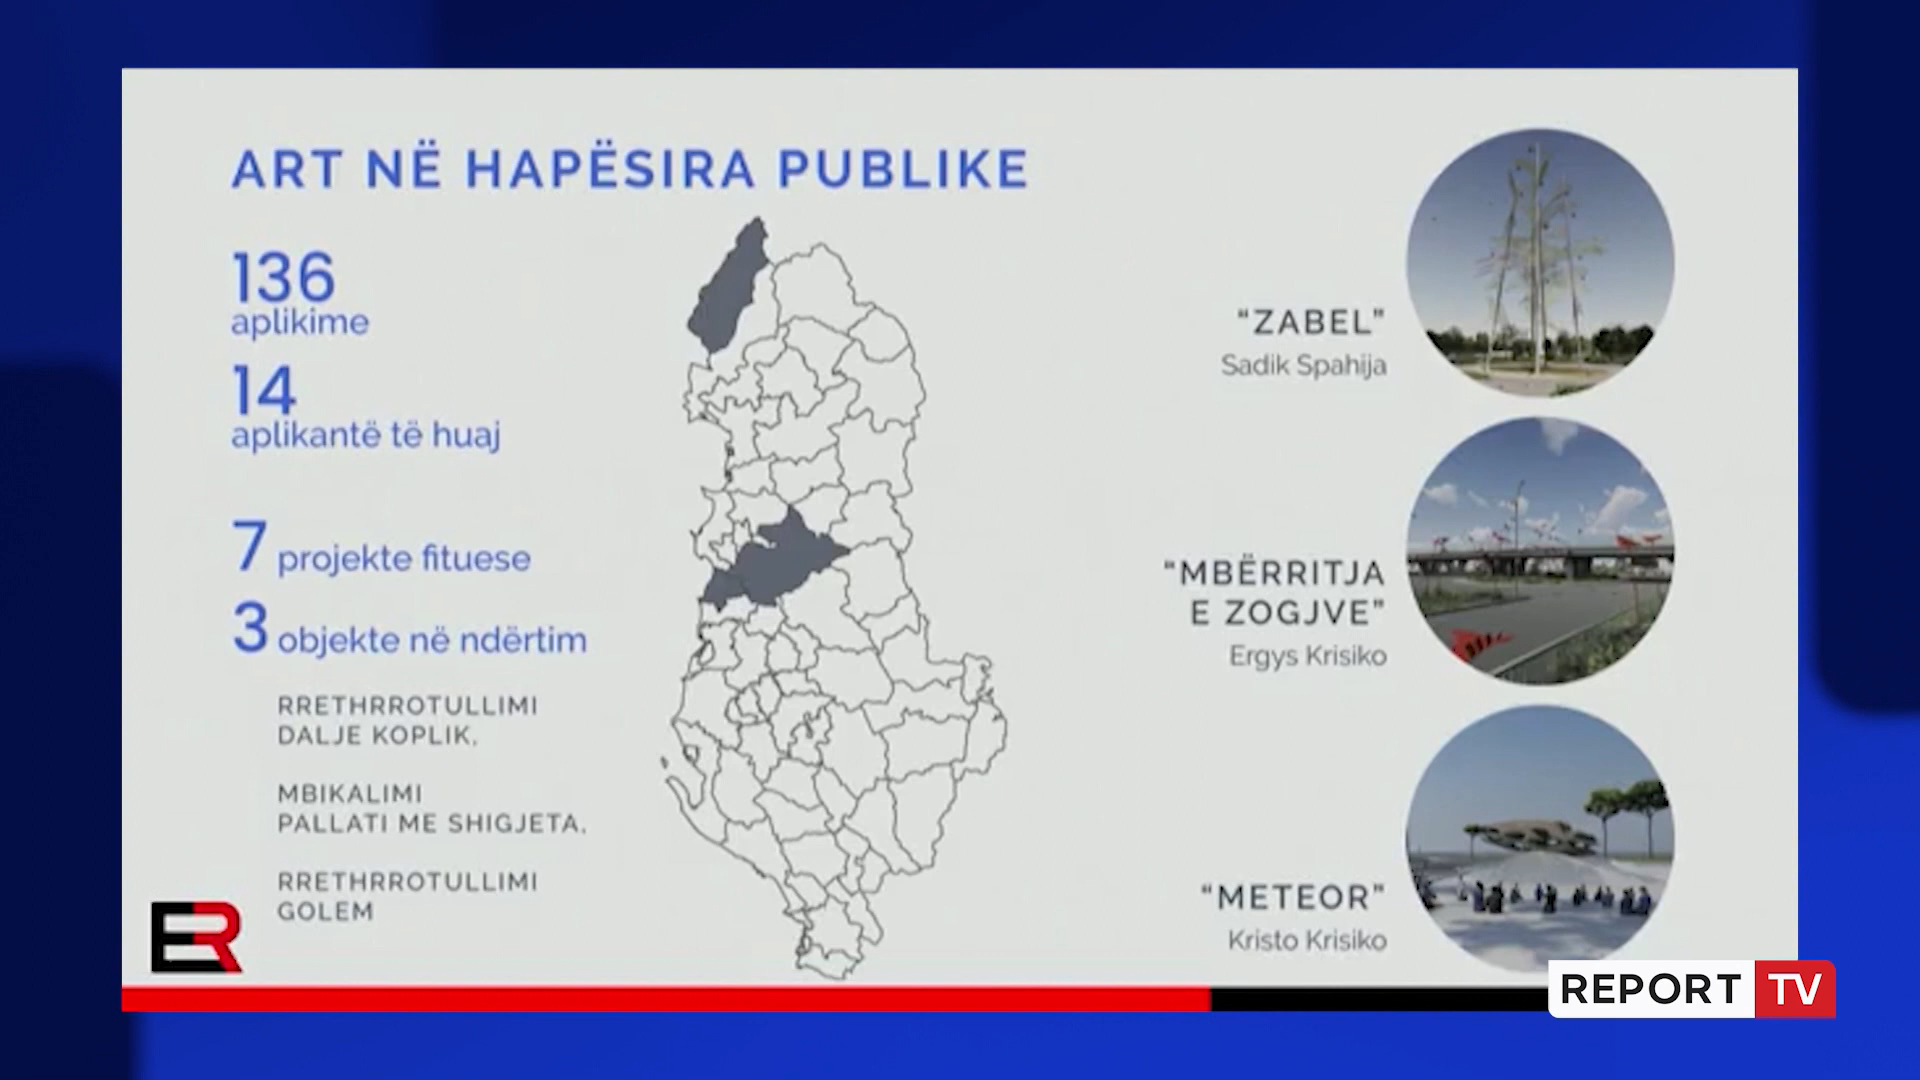 ART NË HAPËSIRA PUBLIKE
136
aplikime
14
aplikantë të huaj
7 projekte fituese
3 objekte në ndërtim
RRETHRROTULLIMI
DALJE KOPLIK,
MBIKALIMI
PALLATI ME SHIGJETA,
RRETHRROTULLIMI
GOLEM
"ZABEL"
Sadik Spahija
"MBËRRITJA
E ZOGJVE"
Ergys Krisiko
"METEOR"
Kristo Krisiko
ER
REPORT TV